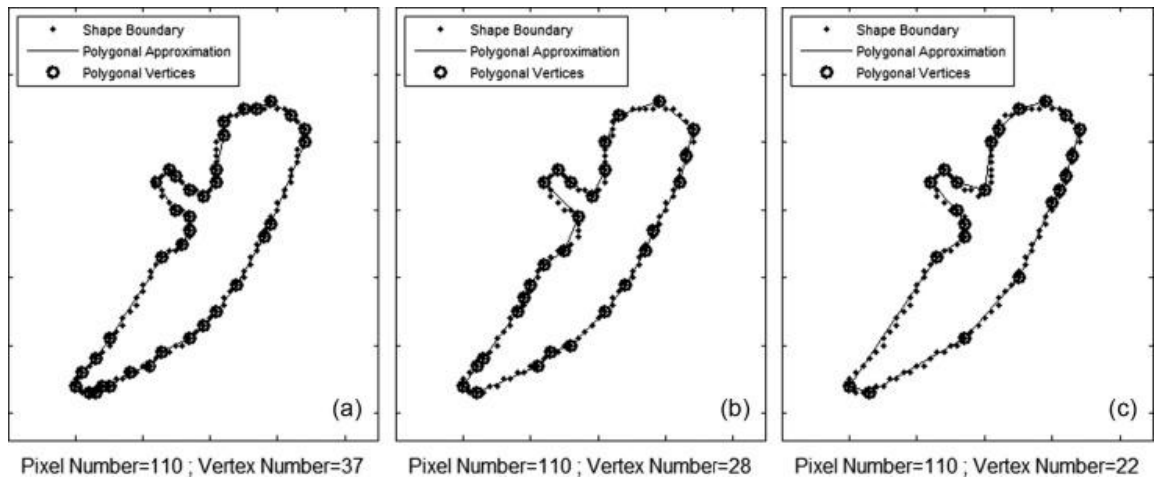 Shape Boundary
Polygonal Approximation
Polygonal Vertices
(a)
Pixel Number=110 ; Vertex Number=37
Shape Boundary
Polygonal Approximation
Polygonal Vertices
(b)
Pixel Number=110 ; Vertex Number=28
Shape Boundary
Polygonal Approximation
Polygonal Vertices
(c)
Pixel Number=110 ; Vertex Number=22